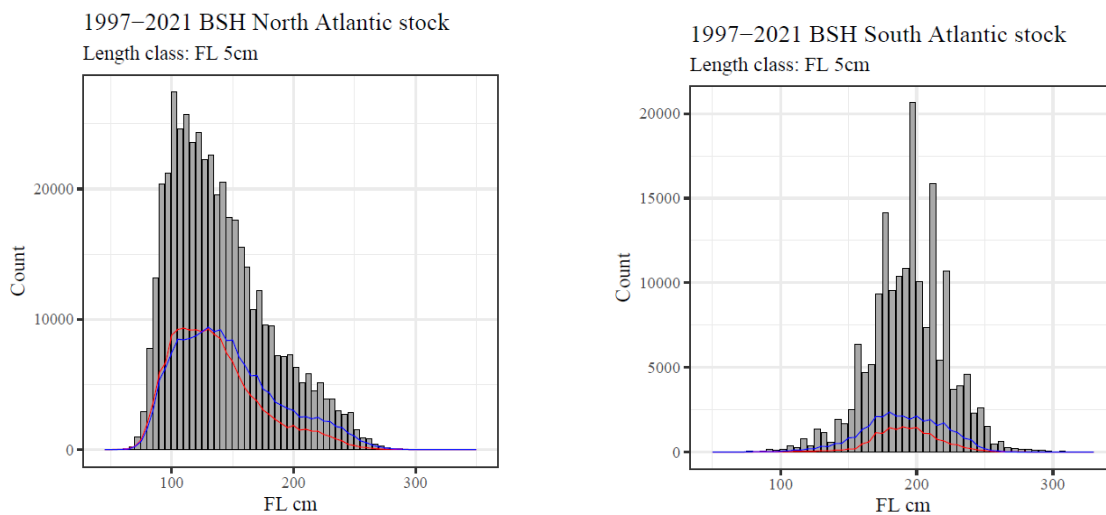 1997−2021 BSH North Atlantic stock
Length class: FL 5cm
Count
20000
10000
0
100
200
300
FL cm
1997−2021 BSH South Atlantic stock
Length class: FL 5cm
Count
20000
15000
10000
5000
0
100
200
300
FL cm